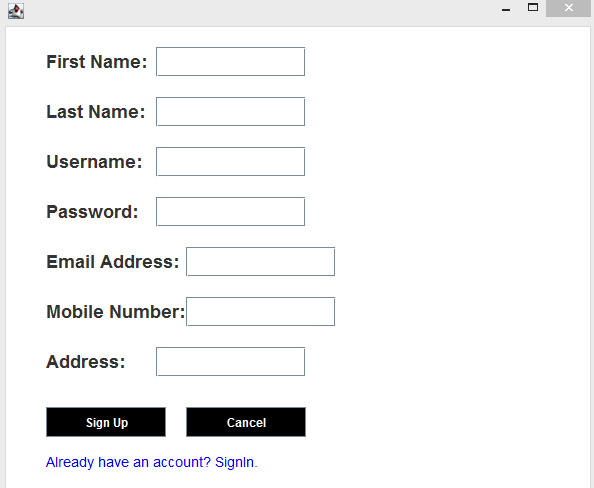 First Name:
Last Name:
Username:
Password:
Email Address:
Mobile Number:
Address:
Sign Up Cancel
Already have an account? SignIn.